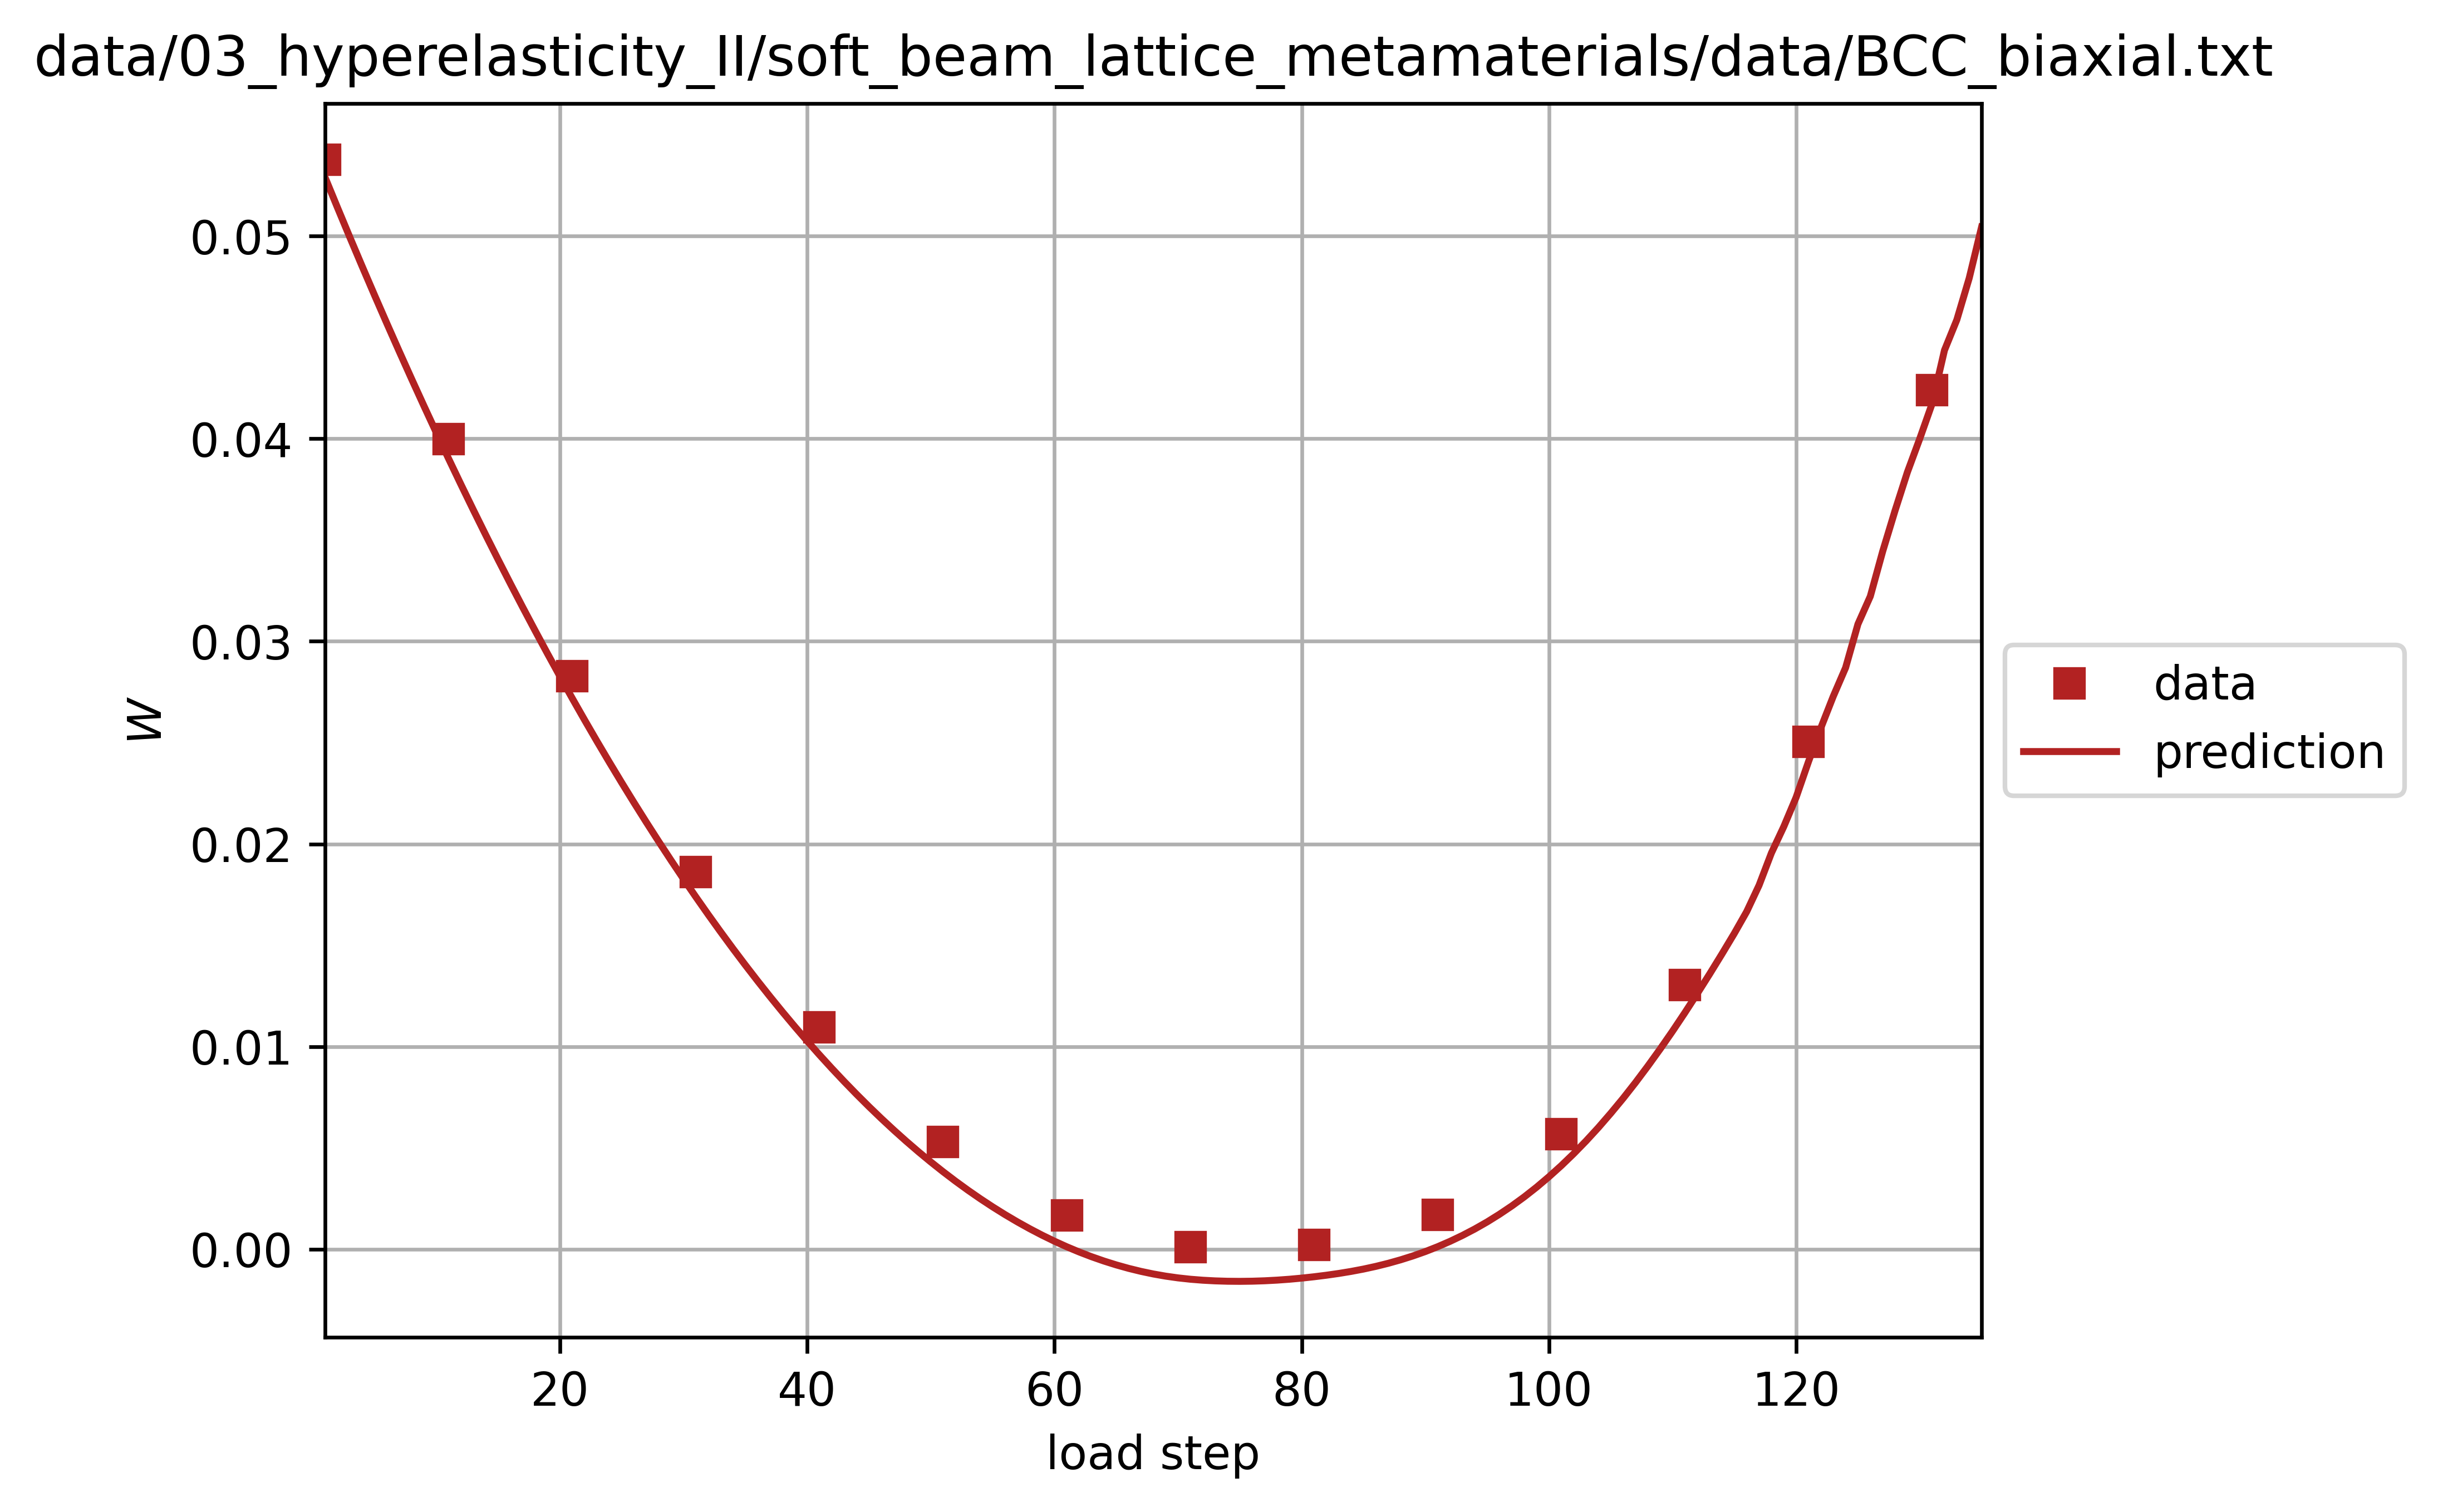 data/03_hyperelasticity_II/soft_beam_lattice_metamaterials/data/BCC_biaxial.txt
0.05
0.04
0.03
0.02
0.01
0.00
W
20 40 60 80 100 120
load step
data
prediction